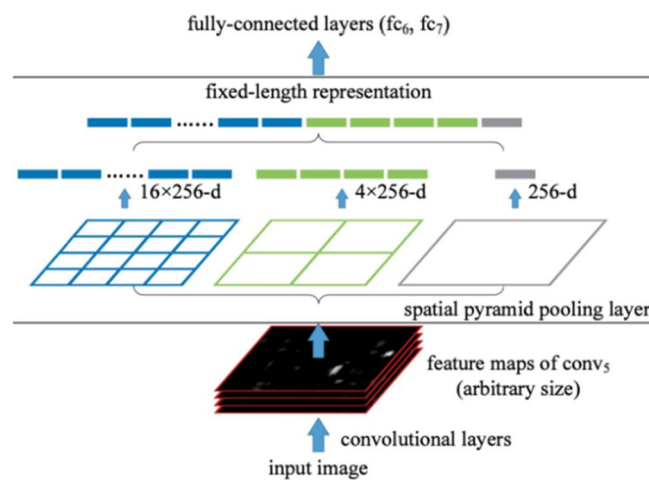 fully-connected layers (fc6, fc7)
fixed-length representation
......
......
16×256-d
4×256-d
256-d
spatial pyramid pooling layer
feature maps of conv5
(arbitrary size)
convolutional layers
input image